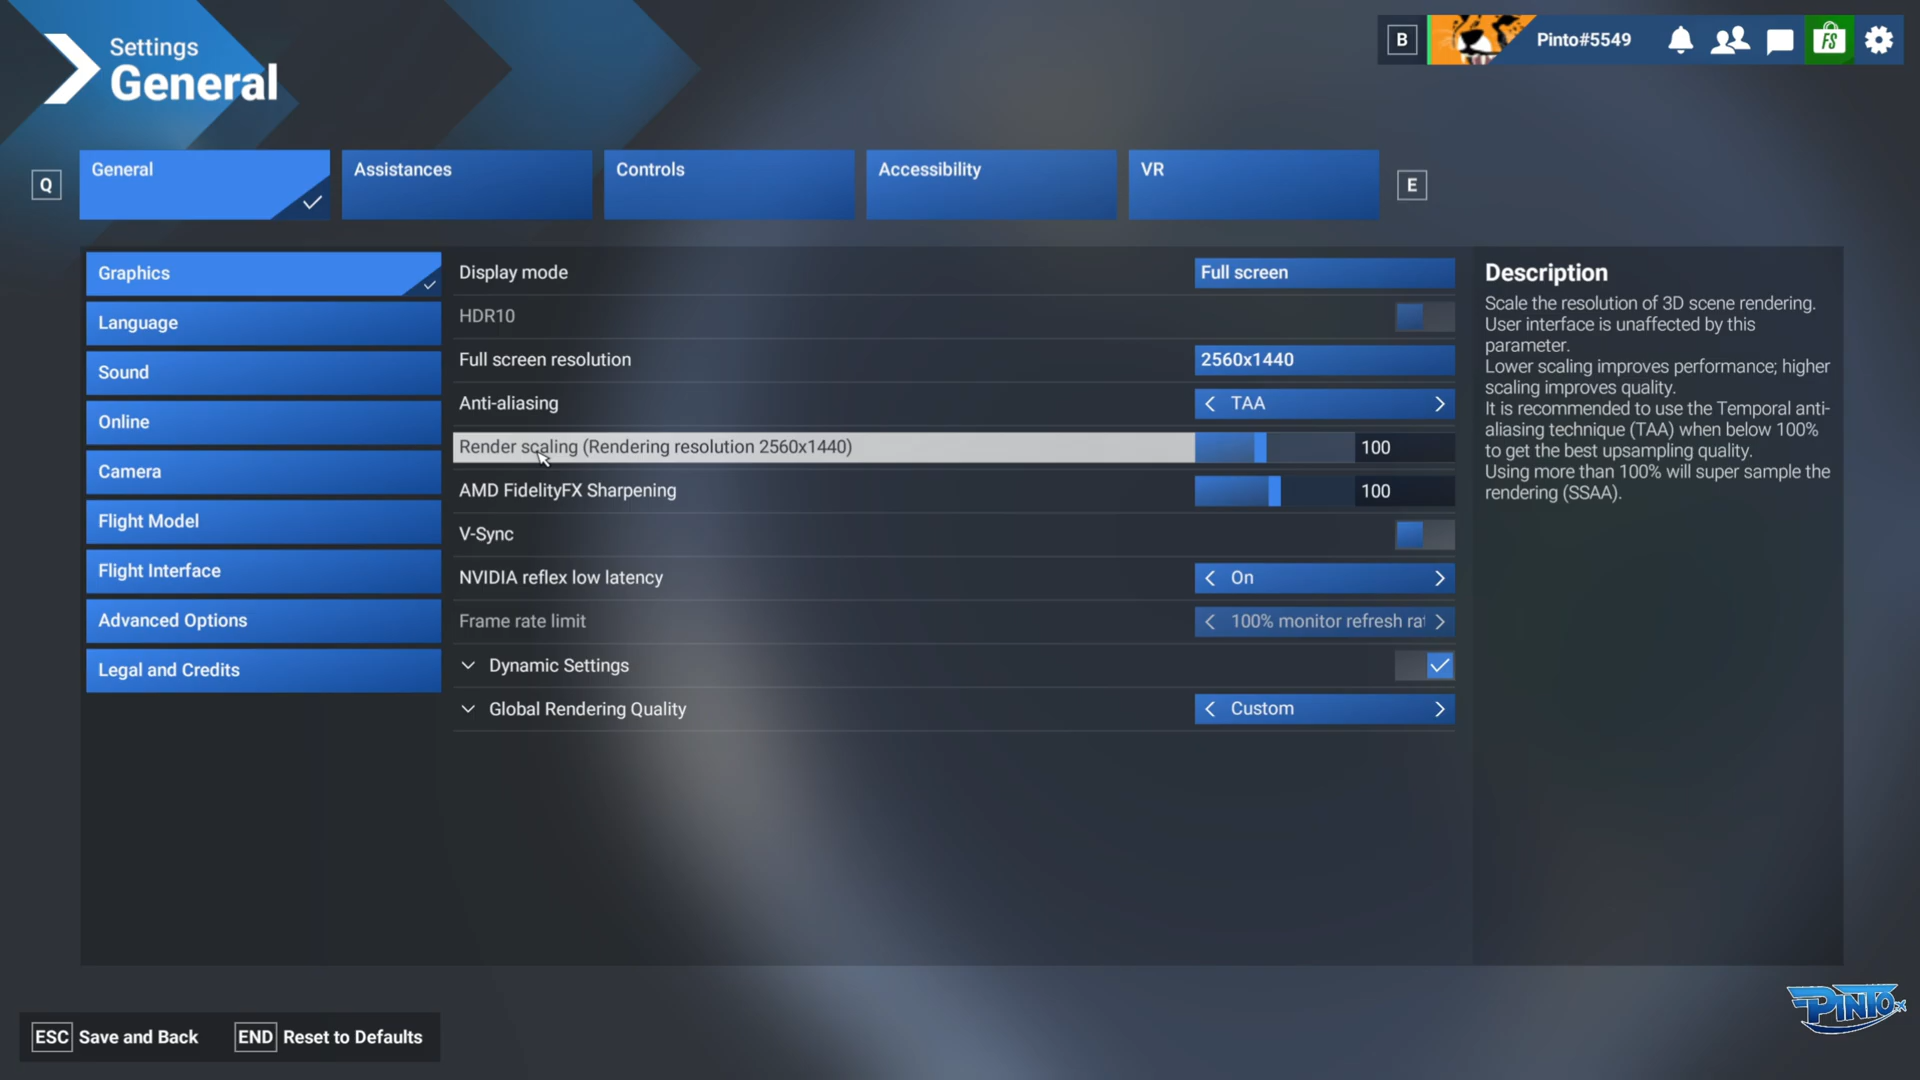 Settings
General
B
Pinto#5549
FS
Q
General
Assistances
Controls
Accessibility
VR
E
Graphics
Language
Sound
Online
Camera
Flight Model
Flight Interface
Advanced Options
Legal and Credits
Display mode
Full screen
HDR10
Full screen resolution
2560x1440
Anti-aliasing
TAA
Render scaling (Rendering resolution 2560x1440)
100
AMD FidelityFX Sharpening
100
V-Sync
NVIDIA reflex low latency
On
Frame rate limit
100% monitor refresh rat
Dynamic Settings
Global Rendering Quality
Custom
Description
Scale the resolution of 3D scene rendering.
User interface is unaffected by this
parameter.
Lower scaling improves performance; higher
scaling improves quality.
It is recommended to use the Temporal anti-
aliasing technique (TAA) when below 100%
to get the best upsampling quality.
Using more than 100% will super sample the
rendering (SSAA).
ESC Save and Back
END Reset to Defaults
PINTO